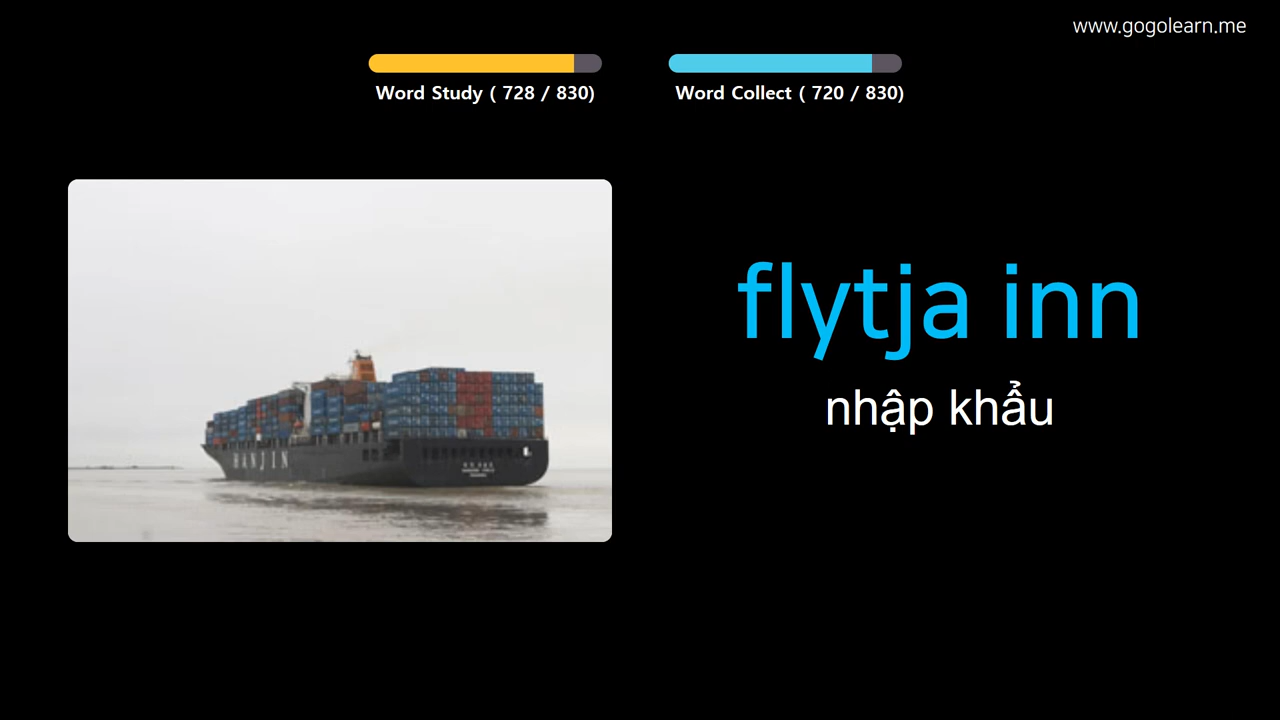 www.gogolearn.me
Word Study ( 728 / 830)
Word Collect ( 720 / 830)
HANJIN
flytja inn
nhập khẩu